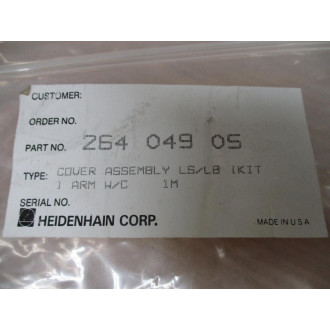 CUSTOMER:
ORDER NO.
PART NO. 264 049 05
TYPE: COVER ASSEMBLY LS/LB (KIT
) ARM W/C 1M
SERIAL NO.
HEIDENHAIN CORP. MADE IN U S A